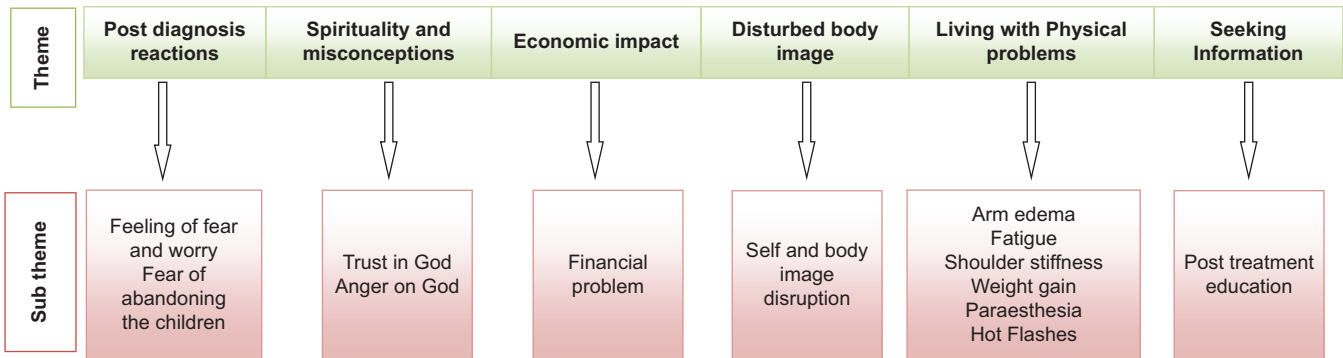 Theme
Post diagnosis
reactions
Spirituality and
misconceptions
Economic impact
Disturbed body
image
Living with Physical
problems
Seeking
Information
Sub theme
Feeling of fear
and worry
Fear of
abandoning
the children
Trust in God
Anger on God
Financial
problem
Self and body
image
disruption
Arm edema
Fatigue
Shoulder stiffness
Weight gain
Paraesthesia
Hot Flashes
Post treatment
education